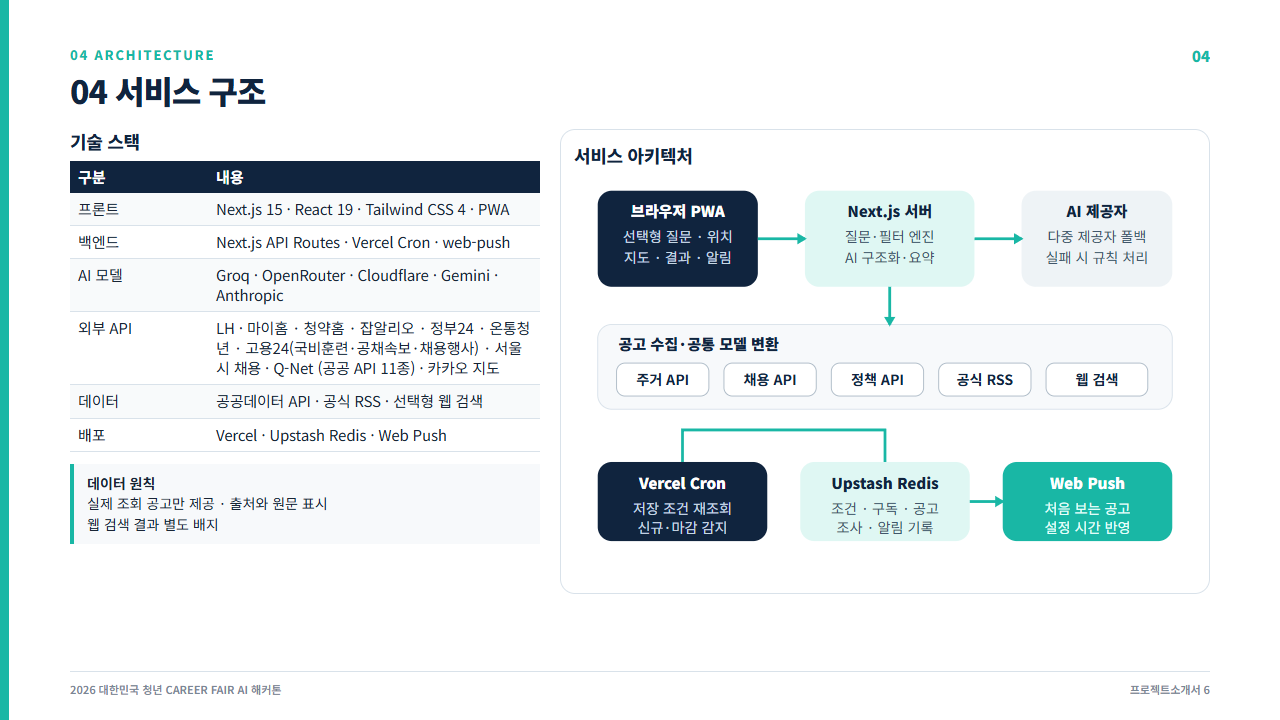 04 ARCHITECTURE
04
04 서비스 구조
기술 스택
구분 내용
프론트 Next.js 15 · React 19 · Tailwind CSS 4 · PWA
백엔드 Next.js API Routes · Vercel Cron · web-push
AI 모델 Groq · OpenRouter · Cloudflare · Gemini ·
Anthropic
외부 API LH · 마이홈 · 청약홈 · 잡알리오 · 정부24 · 온통청
년 · 고용24(국비훈련·공채속보·채용행사) · 서울
시 채용 · Q-Net (공공 API 11종) · 카카오 지도
데이터 공공데이터 API · 공식 RSS · 선택형 웹 검색
배포 Vercel · Upstash Redis · Web Push
데이터 원칙
실제 조회 공고만 제공 · 출처와 원문 표시
웹 검색 결과 별도 배지
서비스 아키텍처
브라우저 PWA
선택형 질문 · 위치
지도 · 결과 · 알림
Next.js 서버
질문·필터 엔진
AI 구조화·요약
AI 제공자
다중 제공자 폴백
실패 시 규칙 처리
공고 수집·공통 모델 변환
주거 API
채용 API
정책 API
공식 RSS
웹 검색
Vercel Cron
저장 조건 재조회
신규·마감 감지
Upstash Redis
조건 · 구독 · 공고
조사 · 알림 기록
Web Push
처음 보는 공고
설정 시간 반영
2026 대한민국 청년 CAREER FAIR AI 해커톤
프로젝트소개서 6